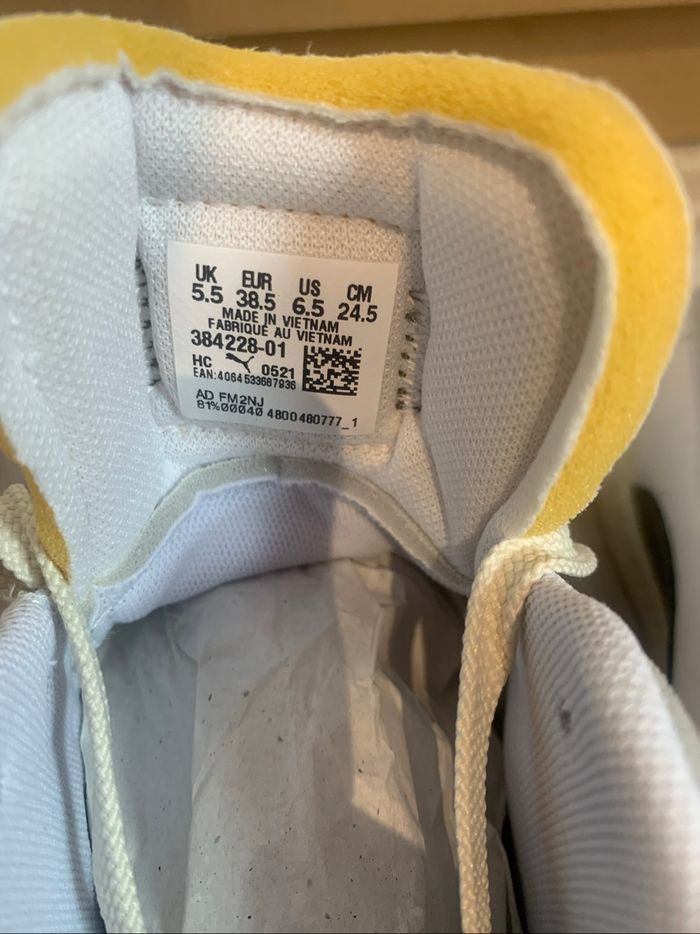 UK EUR US CM
5.5 38.5 6.5 24.5
MADE IN VIETNAM
FABRIQUÉ AU VIETNAM
384228-01
HC 0521
EAN:4064533687936
AD FM2NJ
81%00040 4800480777_1